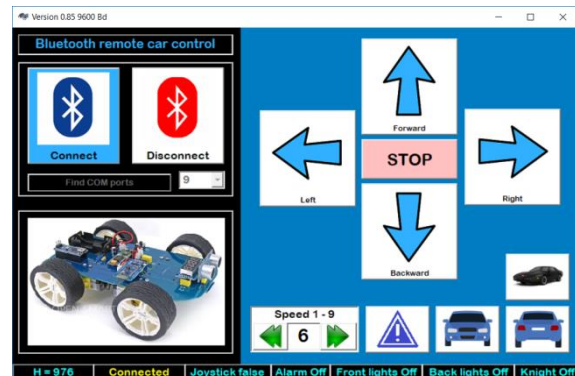 Version 0.85 9600 Bd
Bluetooth remote car control
Connect
Disconnect
Find COM ports
9
Forward
Left
STOP
Right
Backward
Speed 1 - 9
6
H = 976
Connected
Joystick false
Alarm Off
Front lights Off
Back lights Off
Knight Off